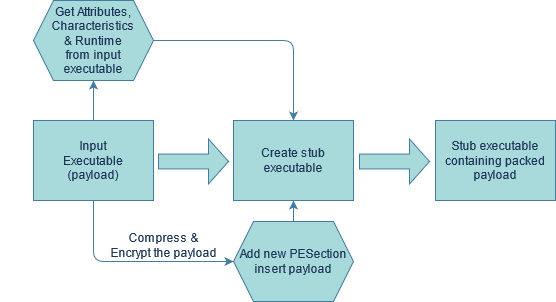 Get Attributes,
Characteristics
& Runtime
from input
executable
Input
Executable
(payload)
Create stub
executable
Stub executable
containing packed
payload
Compress &
Encrypt the payload
Add new PESection
insert payload